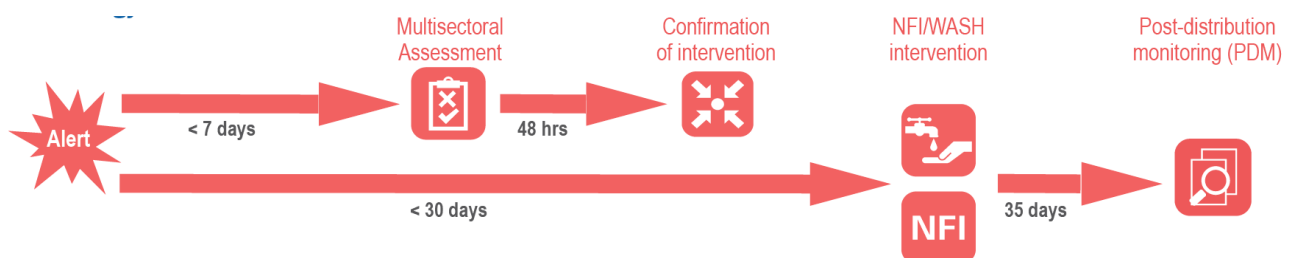 Multisectoral
Assessment
Confirmation
of intervention
NFI/WASH
intervention
Post-distribution
monitoring (PDM)
Alert
< 7 days
48 hrs
< 30 days
NFI
35 days